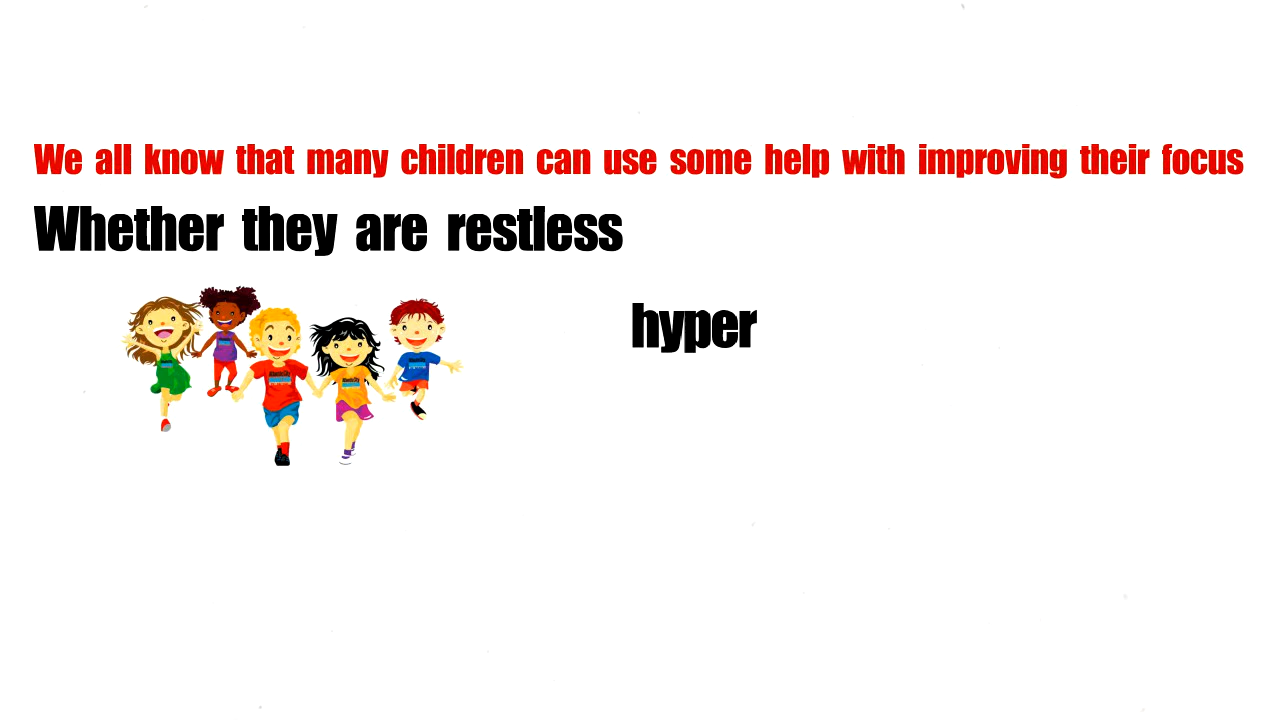 We all know that many children can use some help with improving their focus
Whether they are restless
hyper